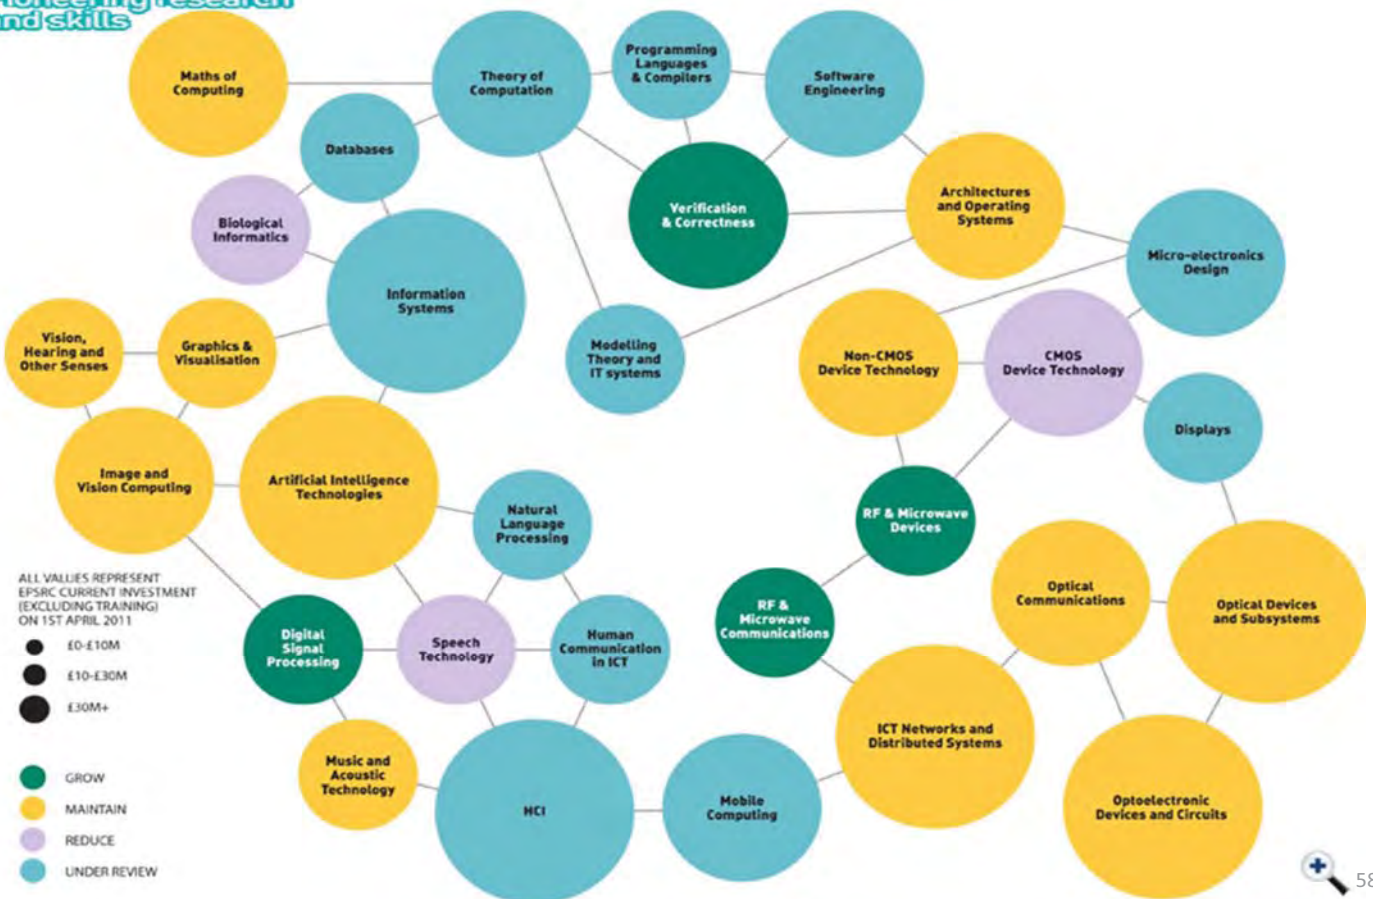 and skills
Maths of
Computing
Theory of
Computation
Programming
Languages
& Compilers
Software
Engineering
Databases
Biological
Informatics
Verification
& Correctness
Architectures
and Operating
Systems
Micro-electronics
Design
Information
Systems
Vision,
Hearing and
Other Senses
Graphics &
Visualisation
Modelling
Theory and
IT systems
Non-CMOS
Device Technology
CMOS
Device Technology
Displays
Image and
Vision Computing
Artificial Intelligence
Technologies
Natural
Language
Processing
RF & Microwave
Devices
Optical
Communications
Optical Devices
and Subsystems
RF &
Microwave
Communications
Digital
Signal
Processing
Speech
Technology
Human
Communication
in ICT
ICT Networks and
Distributed Systems
Music and
Acoustic
Technology
HCI
Mobile
Computing
Optoelectronic
Devices and Circuits
ALL VALUES REPRESENT
EPSRC CURRENT INVESTMENT
(EXCLUDING TRAINING)
ON 1ST APRIL 2011
£0-£10M
£10-£30M
£30M+
GROW
MAINTAIN
REDUCE
UNDER REVIEW
58